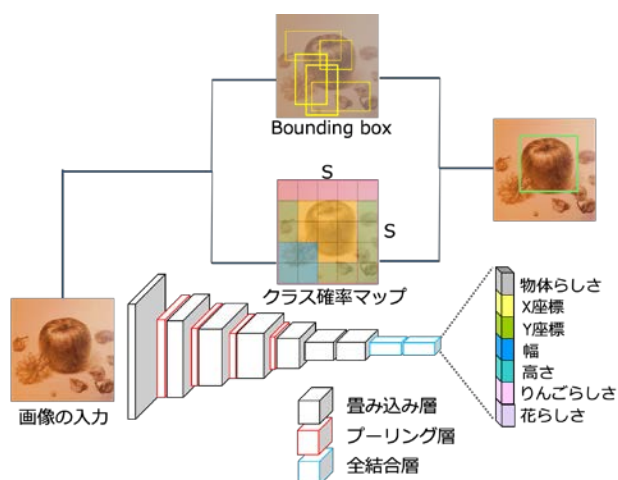 Bounding box
S
S
クラス確率マップ
画像の入力
物体らしさ
X座標
Y座標
幅
高さ
りんごらしさ
花らしさ
畳み込み層
プーリング層
全結合層